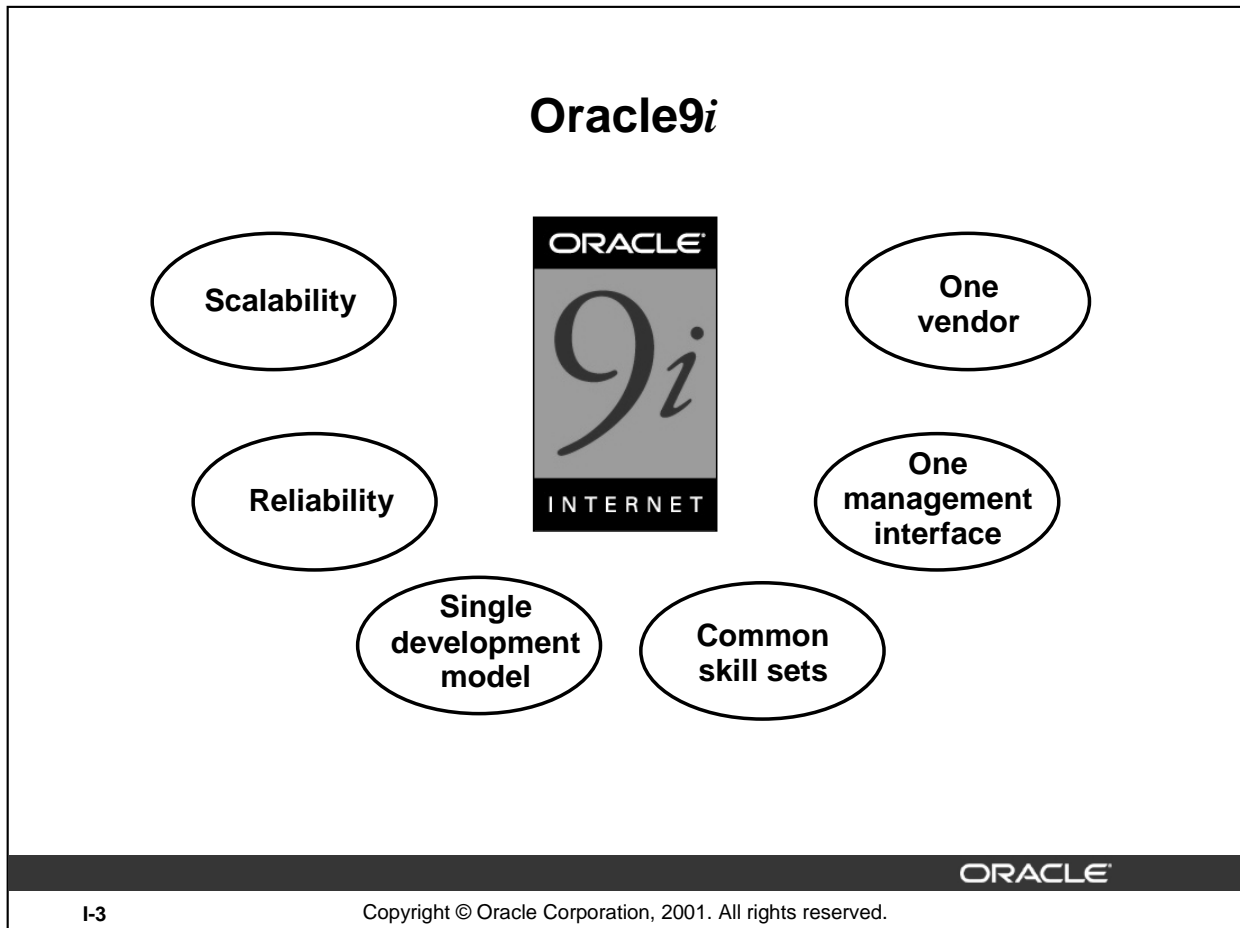 Oracle9i
ORACLE®
9i
INTERNET
Scalability
Reliability
Single
development
model
Common
skill sets
One
management
interface
One
vendor
ORACLE®
I-3
Copyright © Oracle Corporation, 2001. All rights reserved.